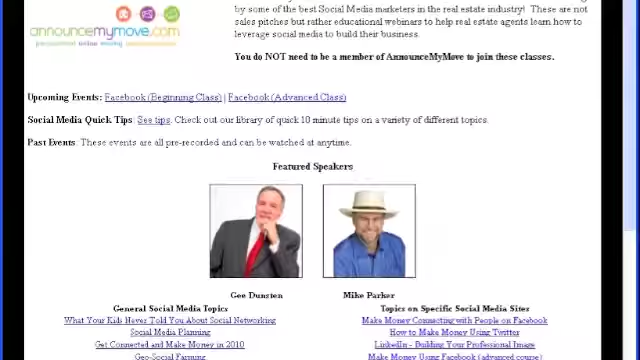 by some of the best Social Media marketers in the real estate industry! These are not
sales pitches but rather educational webinars to help real estate agents learn how to
leverage social media to build their business.
announcemymove.com
personalized online moving announcements
You do NOT need to be a member of AnnounceMyMove to join these classes.
Upcoming Events: Facebook (Beginning Class) | Facebook (Advanced Class)
Social Media Quick Tips: See tips. Check out our library of quick 10 minute tips on a variety of different topics.
Past Events: These events are all pre-recorded and can be watched at anytime.
Featured Speakers
Gee Dunsten Mike Parker
General Social Media Topics Topics on Specific Social Media Sites
What Your Kids Never Told You About Social Networking Make Money Connecting with People on Facebook
Social Media Planning How to Make Money Using Twitter
Get Connected and Make Money in 2010 LinkedIn - Building Your Professional Image
Geo-Social Farming Make Money Using Facebook (advanced course)